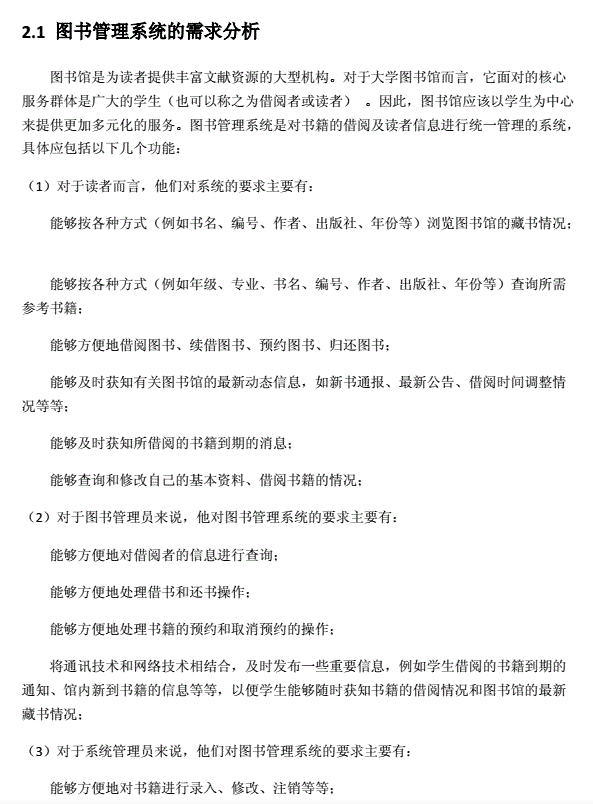 2.1 图书管理系统的需求分析
图书馆是为读者提供丰富文献资源的大型机构。对于大学图书馆而言，它面对的核心
服务群体是广大的学生（也可以称之为借阅者或读者） 。因此，图书馆应该以学生为中心
来提供更加多元化的服务。图书管理系统是对书籍的借阅及读者信息进行统一管理的系统，
具体应包括以下几个功能：
（1）对于读者而言，他们对系统的要求主要有：
能够按各种方式（例如书名、编号、作者、出版社、年份等）浏览图书馆的藏书情况；
能够按各种方式（例如年级、专业、书名、编号、作者、出版社、年份等）查询所需
参考书籍；
能够方便地借阅图书、续借图书、预约图书、归还图书；
能够及时获知有关图书馆的最新动态信息，如新书通报、最新公告、借阅时间调整情
况等等；
能够及时获知所借阅的书籍到期的消息；
能够查询和修改自己的基本资料、借阅书籍的情况；
（2）对于图书管理员来说，他对图书管理系统的要求主要有：
能够方便地对借阅者的信息进行查询；
能够方便地处理借书和还书操作；
能够方便地处理书籍的预约和取消预约的操作；
将通讯技术和网络技术相结合，及时发布一些重要信息，例如学生借阅的书籍到期的
通知、馆内新到书籍的信息等等，以便学生能够随时获知书籍的借阅情况和图书馆的最新
藏书情况；
（3）对于系统管理员来说，他们对图书管理系统的要求主要有：
能够方便地对书籍进行录入、修改、注销等等；